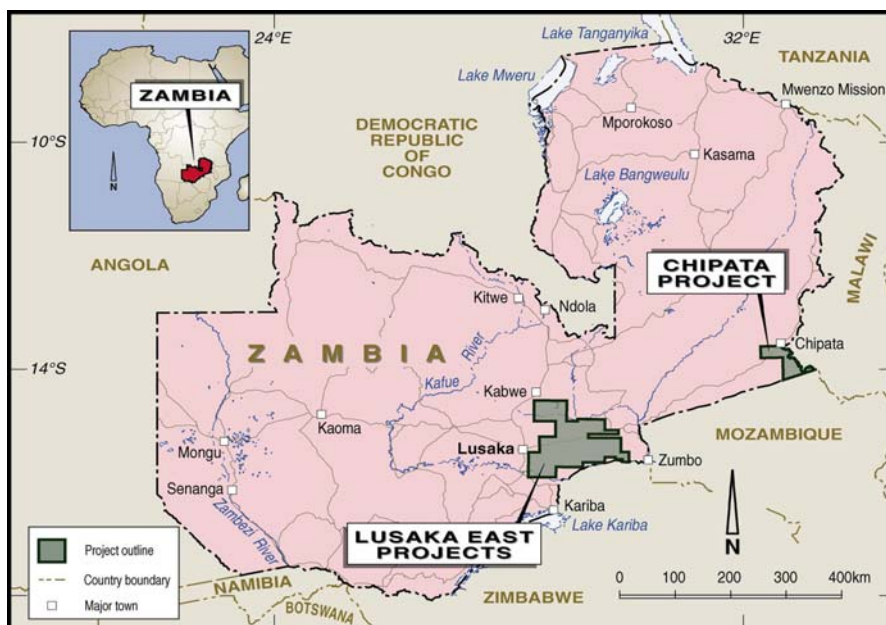 24°E
32°E
Lake Tanganyika
TANZANIA
Lake Mweru
Mwenzo Mission
ZAMBIA
N
10°S
DEMOCRATIC
REPUBLIC
OF
CONGO
Mporokoso
Kasama
Lake Bangweulu
ANGOLA
CHIPATA
PROJECT
MALAWI
Kitwe
Ndola
Chipata
ZAMBIA
River
Kafue
14°S
Kabwe
Kaoma
MOZAMBIQUE
Mongu
Lusaka
Zumbo
Senanga
Zambezi River
Kariba
Lake Kariba
LUSAKA EAST
PROJECTS
N
Project outline
Country boundary
Major town
NAMIBIA
BOTSWANA
ZIMBABWE
0 100 200 300 400km